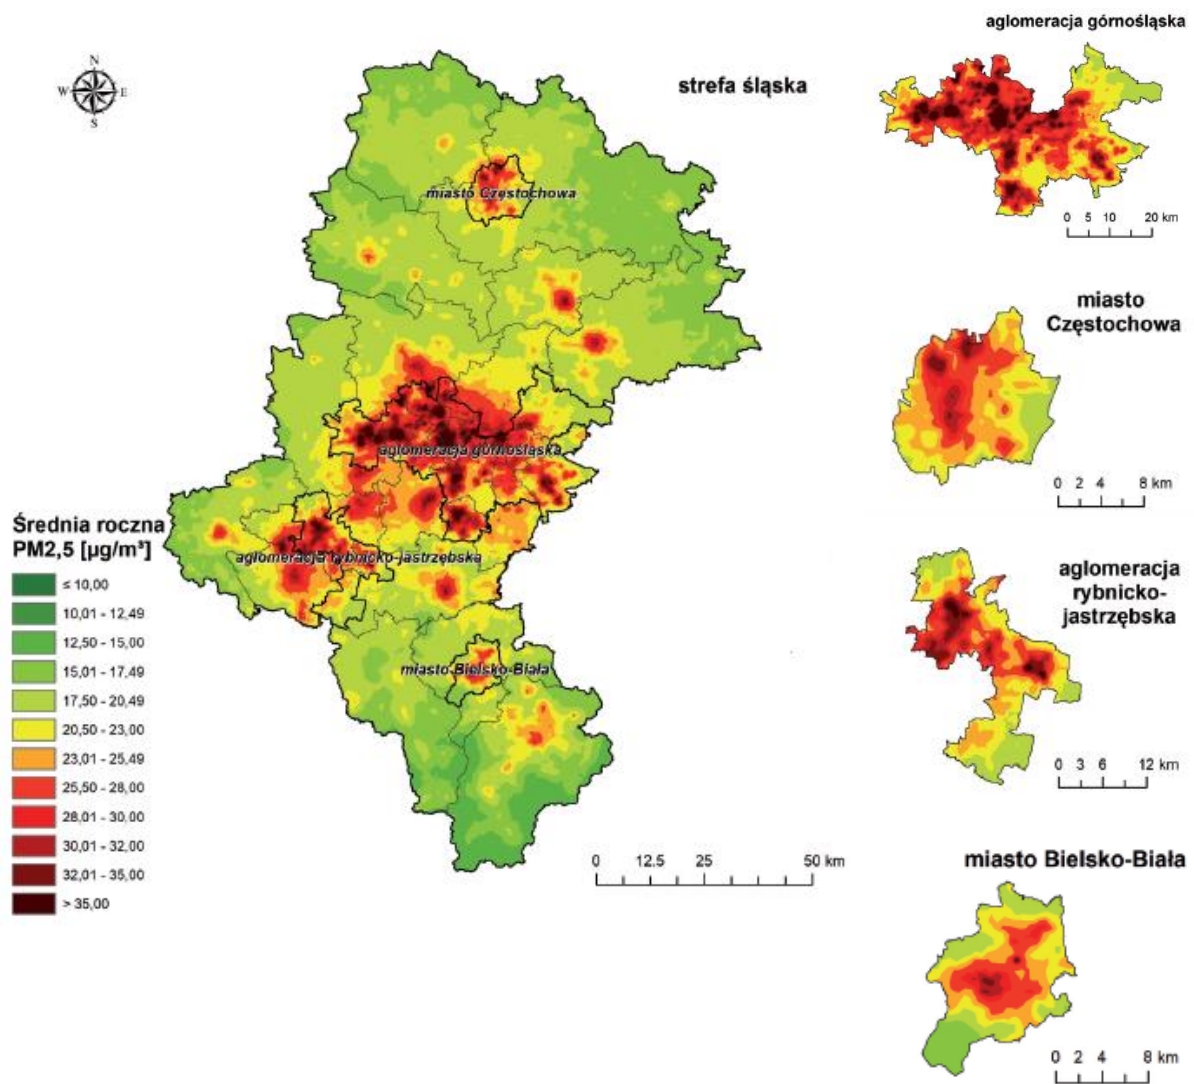 aglomeracja górnośląska
N
W E
S
strefa śląska
miasto Częstochowa
0 5 10 20 km
miasto
Częstochowa
aglomeracja górnośląska
0 2 4 8 km
Średnia roczna
PM2,5 [µg/m³]
aglomeracja rybnicko-jastrzębska
aglomeracja
rybnicko-
jastrzębska
≤ 10,00
10,01 - 12,49
12,50 - 15,00
15,01 - 17,49
17,50 - 20,49
20,50 - 23,00
23,01 - 25,49
25,50 - 28,00
28,01 - 30,00
30,01 - 32,00
32,01 - 35,00
> 35,00
miasto Bielsko-Biała
0 3 6 12 km
0 12.5 25 50 km
miasto Bielsko-Biała
0 2 4 8 km